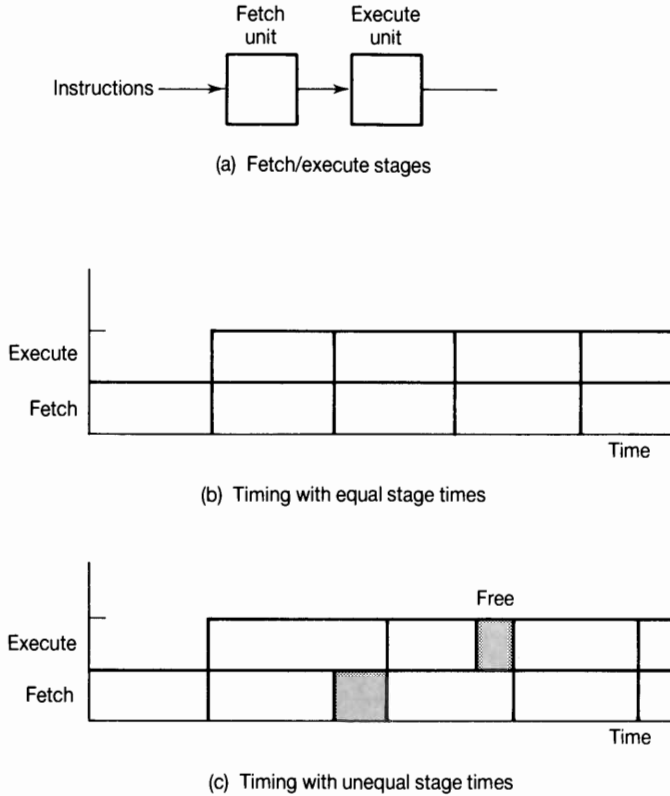 Fetch
unit
Execute
unit
Instructions
(a) Fetch/execute stages
Execute
Fetch
Time
(b) Timing with equal stage times
Free
Execute
Fetch
Time
(c) Timing with unequal stage times